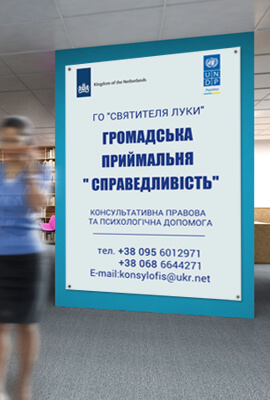 Kingdom of the Netherlands
U N
D P
ГО "СВЯТИТЕЛЯ ЛУКИ"
ГРОМАДСЬКА
ПРИЙМАЛЬНЯ
" СПРАВЕДЛИВІСТЬ"
КОНСУЛЬТАТИВНА ПРАВОВА
ТА ПСИХОЛОГІЧНА ДОПОМОГА
тел. +38 095 6012971
+38 068 6644271
E-mail:konsylofis@ukr.net